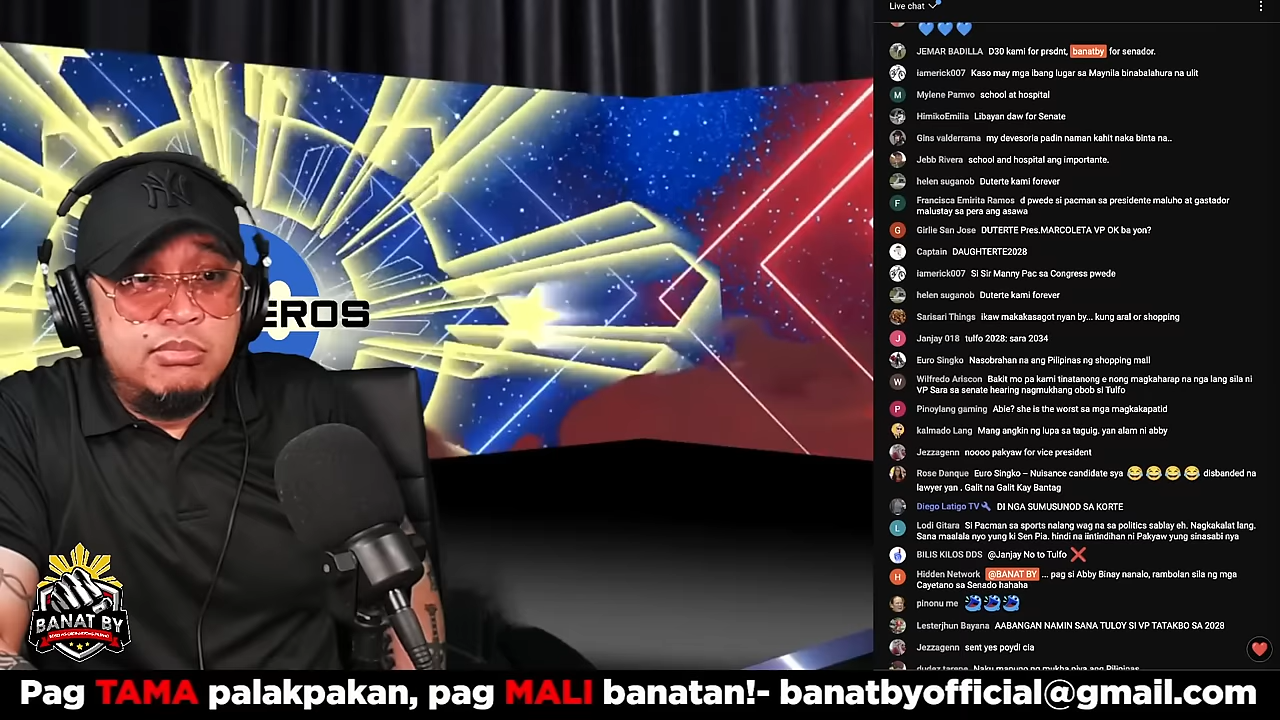 Live chat
💙💙💙
JEMAR BADILLA D30 kami for prsdnt, banatby for senador.
iamerick007 Kaso may mga ibang lugar sa Maynila binabalahura na ulit
M Mylene Pamvo school at hospital
HimikoEmilia Libayan daw for Senate
Gins valderrama my devesoria padin naman kahit naka binta na..
Jebb Rivera school and hospital ang importante.
helen suganob Duterte kami forever
F Francisca Emirita Ramos d pwede si pacman sa presidente maluho at gastador
malustay sa pera ang asawa
G Girlie San Jose DUTERTE Pres.MARCOLETA VP OK ba yon?
Captain DAUGHTERTE2028
iamerick007 Si Sir Manny Pac sa Congress pwede
helen suganob Duterte kami forever
Sarisari Things ikaw makakasagot nyan by... kung aral or shopping
J Janjay 018 tulfo 2028: sara 2034
Euro Singko Nasobrahan na ang Pilipinas ng shopping mall
W Wilfredo Ariscon Bakit mo pa kami tinatanong e nong magkaharap na nga lang sila ni
VP Sara sa senate hearing nagmukhang obob si Tulfo
P Pinoylang gaming Abie? she is the worst sa mga magkakapatid
kalmado Lang Mang angkin ng lupa sa taguig. yan alam ni abby
Jezzagenn noooo pakyaw for vice president
Rose Danque Euro Singko – Nuisance candidate sya 😂😂😂😂 disbanded na
lawyer yan . Galit na Galit Kay Bantag
Diego Latigo TV🔧 DI NGA SUMUSUNOD SA KORTE
L Lodi Gitara Si Pacman sa sports nalang wag na sa politics sablay eh. Nagkakalat lang.
Sana maalala nyo yung ki Sen Pia. hindi na iintindihan ni Pakyaw yung sinasabi nya
BILIS KILOS DDS @Janjay No to Tulfo ❌
H Hidden Network @BANAT BY ... pag si Abby Binay nanalo, rambolan sila ng mga
Cayetano sa Senado hahaha
pinonu me
Lesterjhun Bayana AABANGAN NAMIN SANA TULOY SI VP TATAKBO SA 2028
Jezzagenn sent yes poydi cia
EROS
BANAT BY
Pag TAMA palakpakan, pag MALI banatan!- banatbyofficial@gmail.com